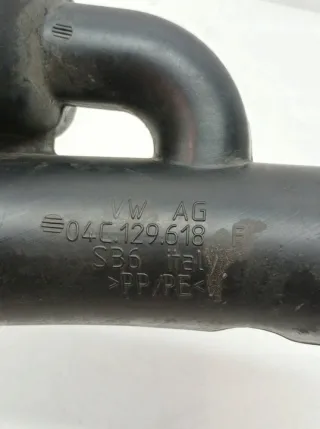 VW AG
04C.129.618 F
S36 italy
>PP/PE<